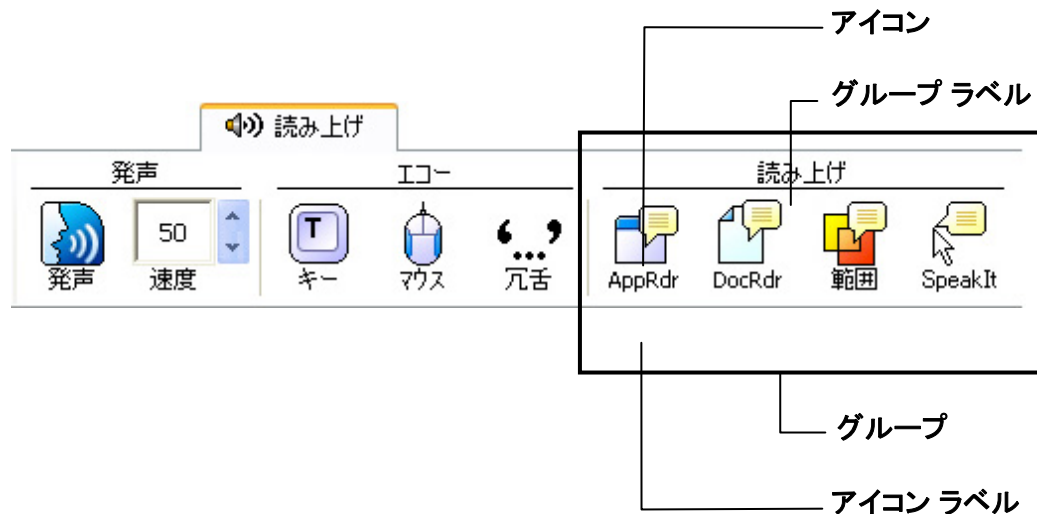 アイコン
グループ ラベル
読み上げ
発声 エコー 読み上げ
T 50
発声 速度 キー マウス 冗舌 AppRdr DocRdr 範囲 SpeakIt
グループ
アイコン ラベル